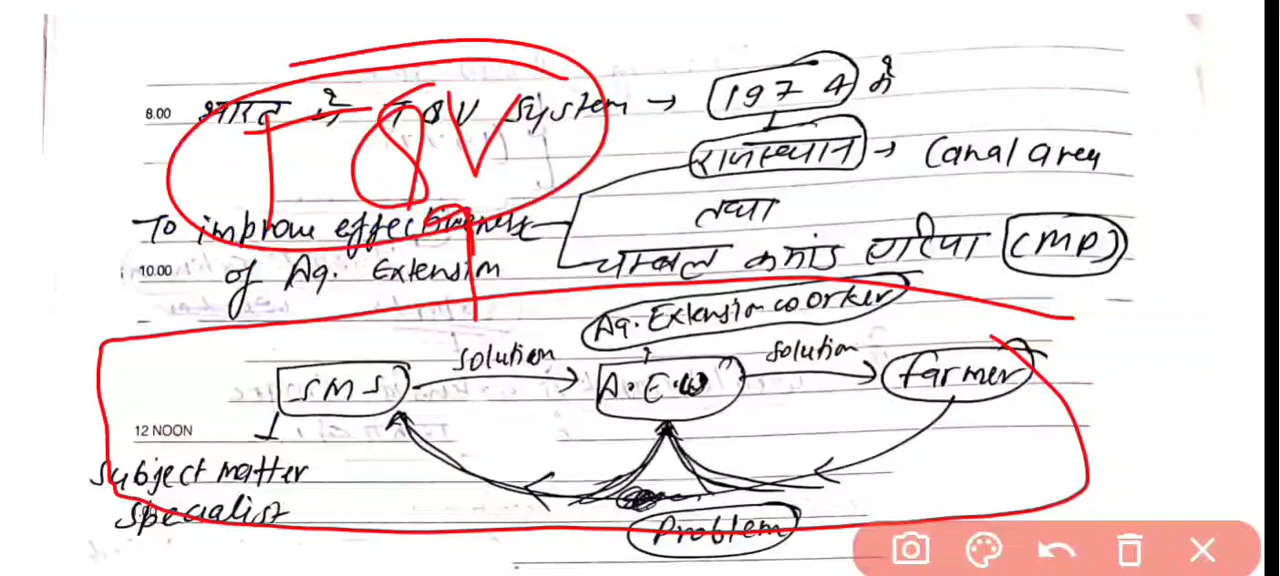 8.00 भारत में T & V System → 1974 में
T & V
राजस्थान → Canal area
तथा
To improve effectiveness
चम्बल कमांड एरिया (MP)
10.00 of Ag. Extension
Ag. Extension worker
SMS solution → A.E.W solution → farmer
12 NOON
Subject matter
specialist
Problem